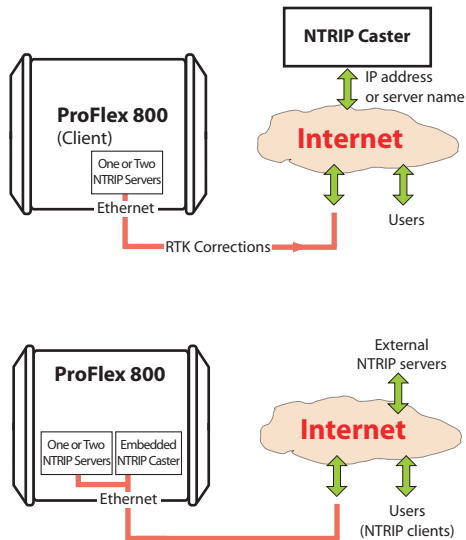 NTRIP Caster
IP address
or server name
ProFlex 800
(Client)
One or Two
NTRIP Servers
Ethernet
RTK Corrections
Internet
Users
ProFlex 800
One or Two
NTRIP Servers
Embedded
NTRIP Caster
Ethernet
External
NTRIP servers
Internet
Users
(NTRIP clients)